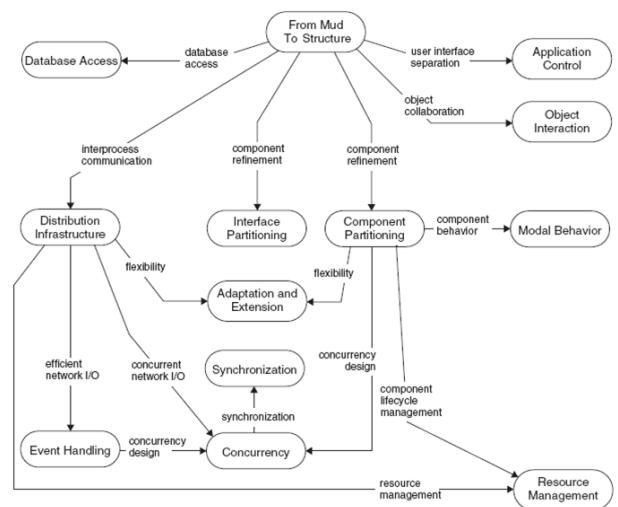 From Mud
To Structure
Database Access
database
access
user interface
separation
Application
Control
object
collaboration
Object
Interaction
interprocess
communication
component
refinement
component
refinement
Distribution
Infrastructure
Interface
Partitioning
Component
Partitioning
component
behavior
Modal Behavior
flexibility
flexibility
Adaptation and
Extension
efficient
network I/O
concurrent
network I/O
Synchronization
concurrency
design
synchronization
component
lifecycle
management
Event Handling
concurrency
design
Concurrency
resource
management
Resource
Management